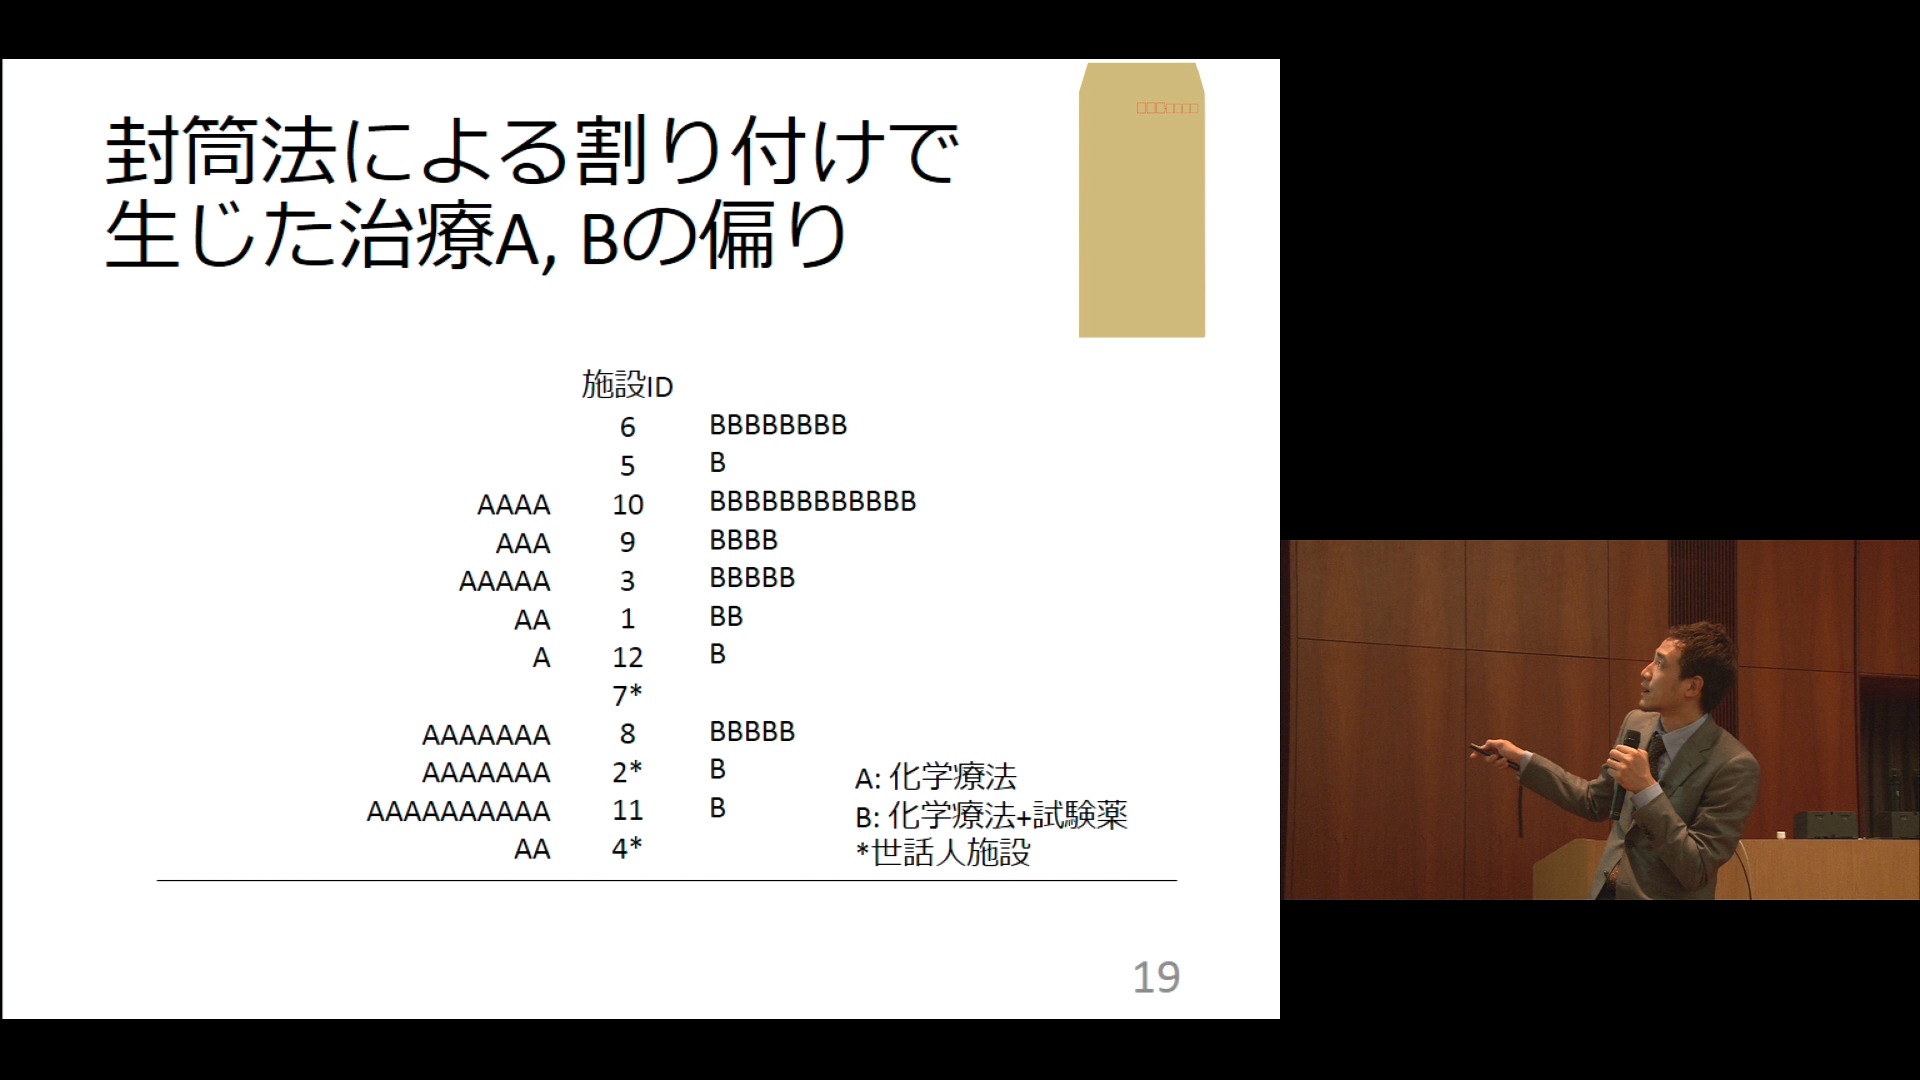 封筒法による割り付けで
生じた治療A, Bの偏り
施設ID
6 BBBBBBBB
5 B
AAAA 10 BBBBBBBBBBBB
AAA 9 BBBB
AAAAA 3 BBBBB
AA 1 BB
A 12 B
7*
AAAAAAA 8 BBBBB
AAAAAAA 2* B
AAAAAAAAAA 11 B
AA 4*
A: 化学療法
B: 化学療法+試験薬
*世話人施設
19